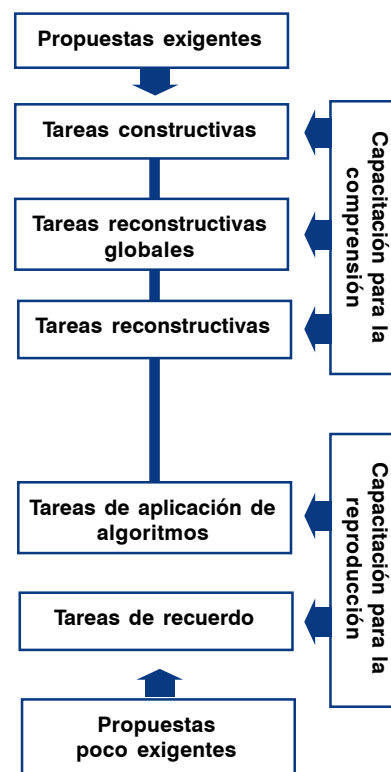 Propuestas exigentes
Tareas constructivas
Tareas reconstructivas
globales
Tareas reconstructivas
Capacitación para la
comprensión
Tareas de aplicación de
algoritmos
Tareas de recuerdo
Capacitación para la
reproducción
Propuestas
poco exigentes